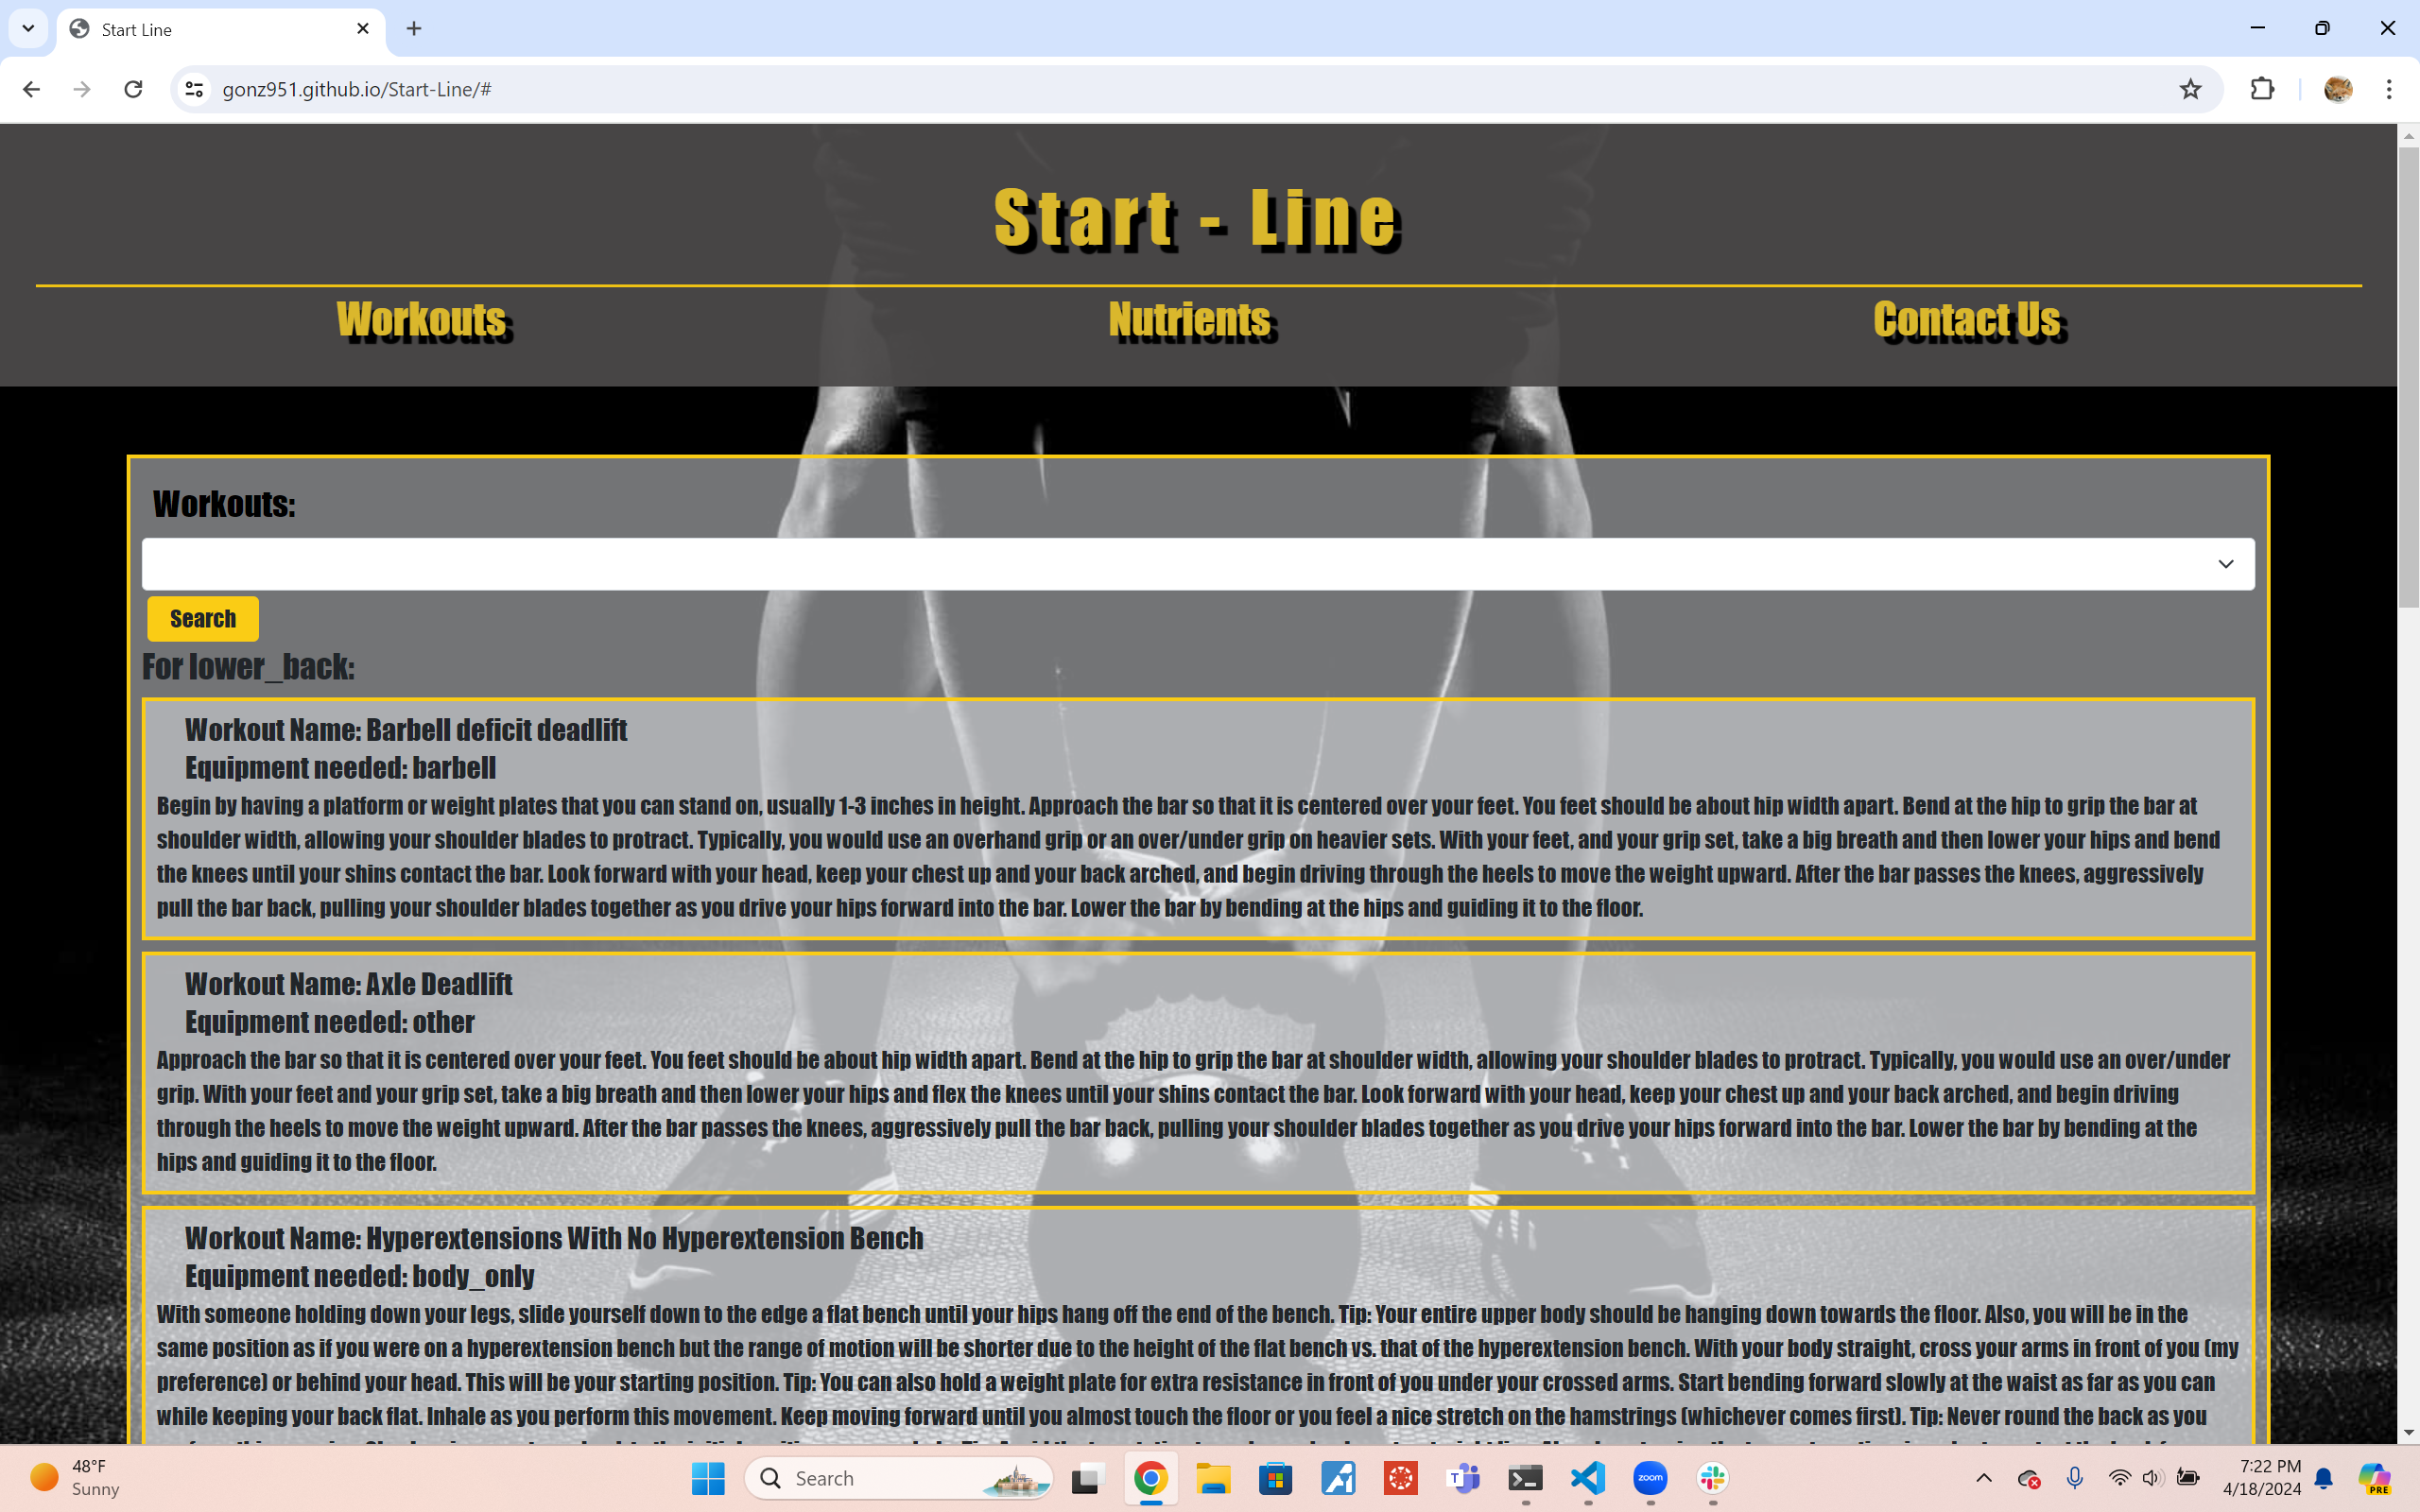 Start Line
gonz951.github.io/Start-Line/#
Start - Line
Workouts
Nutrients
Contact Us
Workouts:
Search
For lower_back:
Workout Name: Barbell deficit deadlift
Equipment needed: barbell
Begin by having a platform or weight plates that you can stand on, usually 1-3 inches in height. Approach the bar so that it is centered over your feet. You feet should be about hip width apart. Bend at the hip to grip the bar at
shoulder width, allowing your shoulder blades to protract. Typically, you would use an overhand grip or an over/under grip on heavier sets. With your feet, and your grip set, take a big breath and then lower your hips and bend
the knees until your shins contact the bar. Look forward with your head, keep your chest up and your back arched, and begin driving through the heels to move the weight upward. After the bar passes the knees, aggressively
pull the bar back, pulling your shoulder blades together as you drive your hips forward into the bar. Lower the bar by bending at the hips and guiding it to the floor.
Workout Name: Axle Deadlift
Equipment needed: other
Approach the bar so that it is centered over your feet. You feet should be about hip width apart. Bend at the hip to grip the bar at shoulder width, allowing your shoulder blades to protract. Typically, you would use an over/under
grip. With your feet and your grip set, take a big breath and then lower your hips and flex the knees until your shins contact the bar. Look forward with your head, keep your chest up and your back arched, and begin driving
through the heels to move the weight upward. After the bar passes the knees, aggressively pull the bar back, pulling your shoulder blades together as you drive your hips forward into the bar. Lower the bar by bending at the
hips and guiding it to the floor.
Workout Name: Hyperextensions With No Hyperextension Bench
Equipment needed: body_only
With someone holding down your legs, slide yourself down to the edge a flat bench until your hips hang off the end of the bench. Tip: Your entire upper body should be hanging down towards the floor. Also, you will be in the
same position as if you were on a hyperextension bench but the range of motion will be shorter due to the height of the flat bench vs. that of the hyperextension bench. With your body straight, cross your arms in front of you (my
preference) or behind your head. This will be your starting position. Tip: You can also hold a weight plate for extra resistance in front of you under your crossed arms. Start bending forward slowly at the waist as far as you can
while keeping your back flat. Inhale as you perform this movement. Keep moving forward until you almost touch the floor or you feel a nice stretch on the hamstrings (whichever comes first). Tip: Never round the back as you
48°F
Sunny
Search
zoom
7:22 PM
4/18/2024
PRE